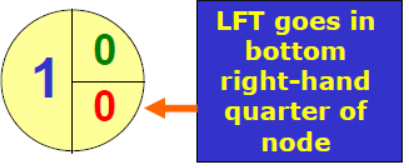 1
0
0
LFT goes in
bottom
right-hand
quarter of
node